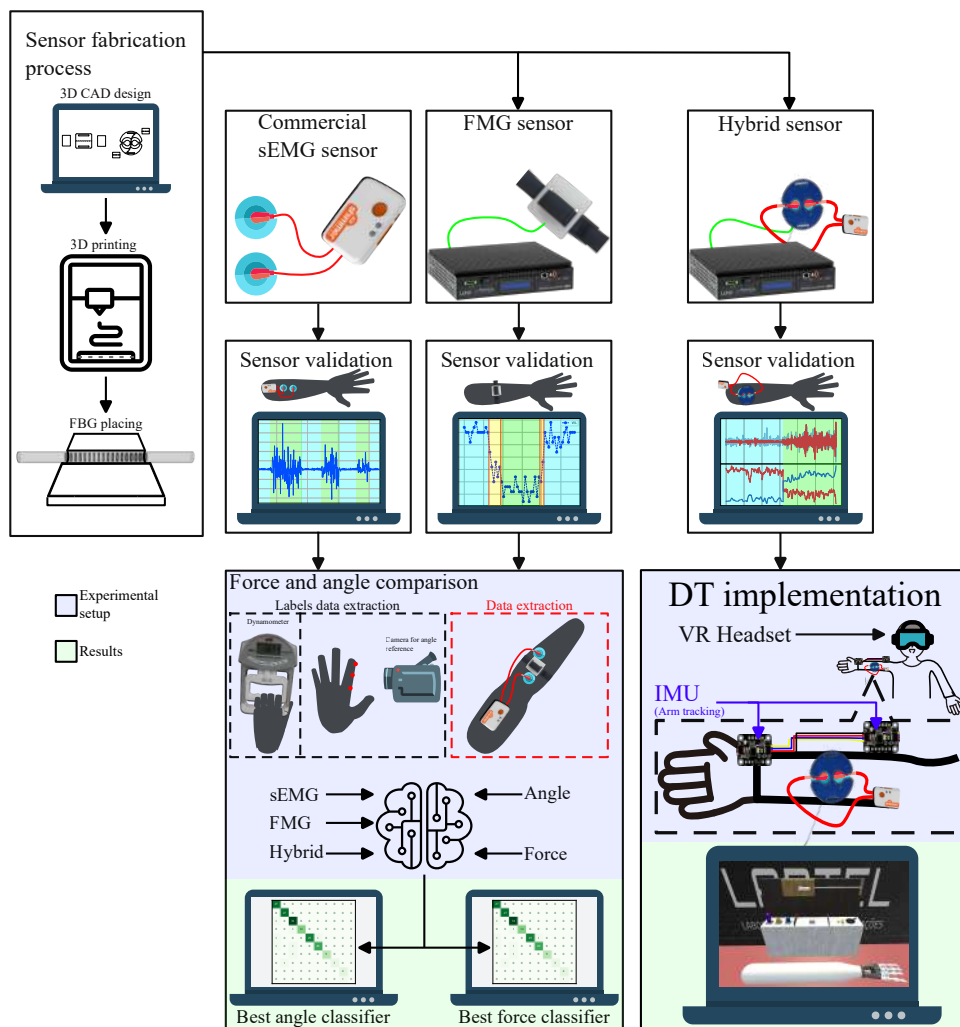 Sensor fabrication
process
3D CAD design
3D printing
FBG placing
Commercial
sEMG sensor
FMG sensor
Hybrid sensor
Sensor validation
Sensor validation
Sensor validation
Experimental
setup
Results
Force and angle comparison
Labels data extraction
Dynamometer
Camera for angle
reference
Data extraction
sEMG
FMG
Hybrid
Angle
Force
Best angle classifier
Best force classifier
DT implementation
VR Headset
IMU
(Arm tracking)